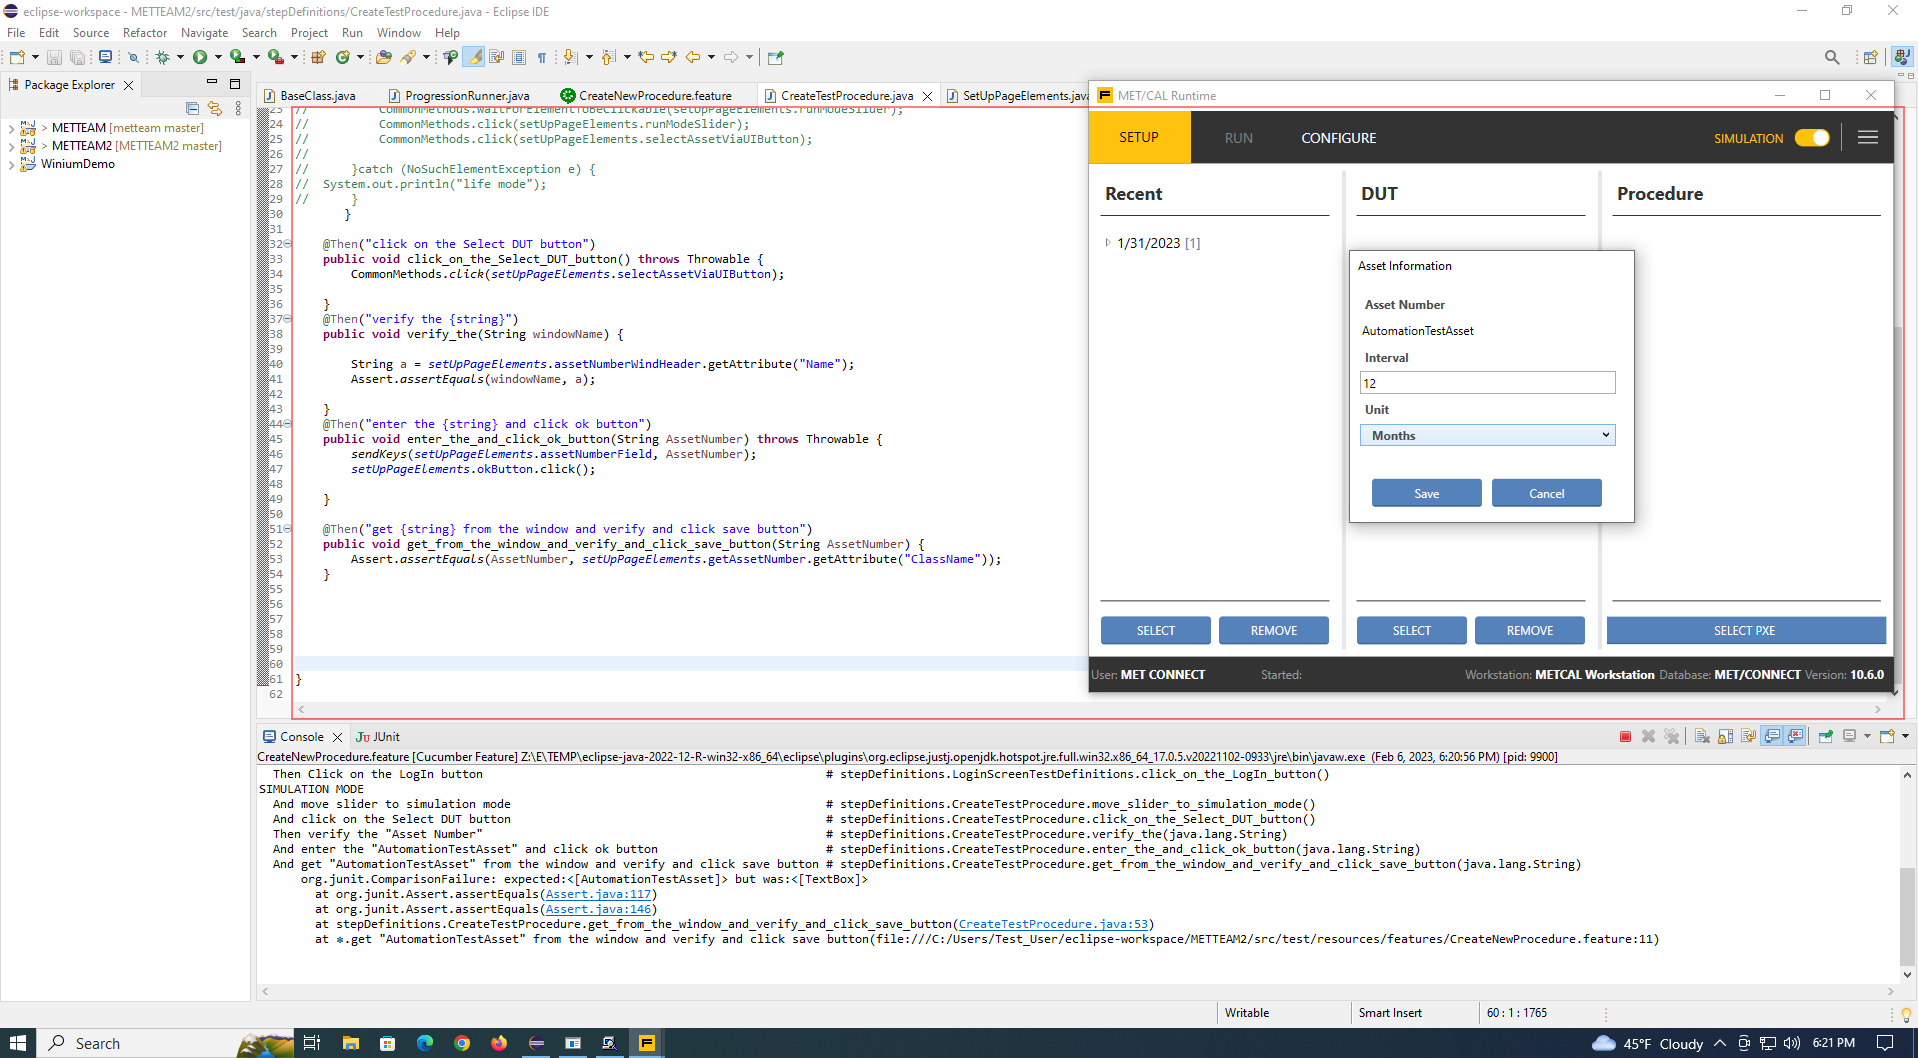 eclipse-workspace - METTEAM2/src/test/java/stepDefinitions/CreateTestProcedure.java - Eclipse IDE
File Edit Source Refactor Navigate Search Project Run Window Help
Package Explorer
> METTEAM [metteam master]
> METTEAM2 [METTEAM2 master]
WiniumDemo
BaseClass.java ProgressionRunner.java CreateNewProcedure.feature CreateTestProcedure.java SetUpPageElements.java
23 // CommonMethods.waitForElementToBeClickable(setUpPageElements.runModeSlider);
24 // CommonMethods.click(setUpPageElements.runModeSlider);
25 // CommonMethods.click(setUpPageElements.selectAssetViaUIButton);
26 //
27 // }catch (NoSuchElementException e) {
28 // System.out.println("life mode");
29 // }
30 }
31
32 @Then("click on the Select DUT button")
33 public void click_on_the_Select_DUT_button() throws Throwable {
34 CommonMethods.click(setUpPageElements.selectAssetViaUIButton);
35
36 }
37 @Then("verify the {string}")
38 public void verify_the(String windowName) {
39
40 String a = setUpPageElements.assetNumberWindHeader.getAttribute("Name");
41 Assert.assertEquals(windowName, a);
42
43 }
44 @Then("enter the {string} and click ok button")
45 public void enter_the_and_click_ok_button(String AssetNumber) throws Throwable {
46 sendKeys(setUpPageElements.assetNumberField, AssetNumber);
47 setUpPageElements.okButton.click();
48
49 }
50
51 @Then("get {string} from the window and verify and click save button")
52 public void get_from_the_window_and_verify_and_click_save_button(String AssetNumber) {
53 Assert.assertEquals(AssetNumber, setUpPageElements.getAssetNumber.getAttribute("ClassName"));
54 }
55
56
57
58
59
60
61 }
62
MET/CAL Runtime
SETUP RUN CONFIGURE SIMULATION
Recent DUT Procedure
1/31/2023 [1]
Asset Information
Asset Number
AutomationTestAsset
Interval
12
Unit
Months
Save Cancel
SELECT REMOVE SELECT REMOVE SELECT PXE
User: MET CONNECT Started: Workstation: METCAL Workstation Database: MET/CONNECT Version: 10.6.0
Console JUnit
CreateNewProcedure.feature [Cucumber Feature] Z:\E\TEMP\eclipse-java-2022-12-R-win32-x86_64\eclipse\plugins\org.eclipse.justj.openjdk.hotspot.jre.full.win32.x86_64_17.0.5.v20221102-0933\jre\bin\javaw.exe (Feb 6, 2023, 6:20:56 PM) [pid: 9900]
Then Click on the LogIn button # stepDefinitions.LoginScreenTestDefinitions.click_on_the_LogIn_button()
SIMULATION MODE
And move slider to simulation mode # stepDefinitions.CreateTestProcedure.move_slider_to_simulation_mode()
And click on the Select DUT button # stepDefinitions.CreateTestProcedure.click_on_the_Select_DUT_button()
Then verify the "Asset Number" # stepDefinitions.CreateTestProcedure.verify_the(java.lang.String)
And enter the "AutomationTestAsset" and click ok button # stepDefinitions.CreateTestProcedure.enter_the_and_click_ok_button(java.lang.String)
And get "AutomationTestAsset" from the window and verify and click save button # stepDefinitions.CreateTestProcedure.get_from_the_window_and_verify_and_click_save_button(java.lang.String)
org.junit.ComparisonFailure: expected:<[AutomationTestAsset]> but was:<[TextBox]>
at org.junit.Assert.assertEquals(Assert.java:117)
at org.junit.Assert.assertEquals(Assert.java:146)
at stepDefinitions.CreateTestProcedure.get_from_the_window_and_verify_and_click_save_button(CreateTestProcedure.java:53)
at *.get "AutomationTestAsset" from the window and verify and click save button(file:///C:/Users/Test_User/eclipse-workspace/METTEAM2/src/test/resources/features/CreateNewProcedure.feature:11)
Writable Smart Insert 60 : 1 : 1765
Search 45°F Cloudy 6:21 PM